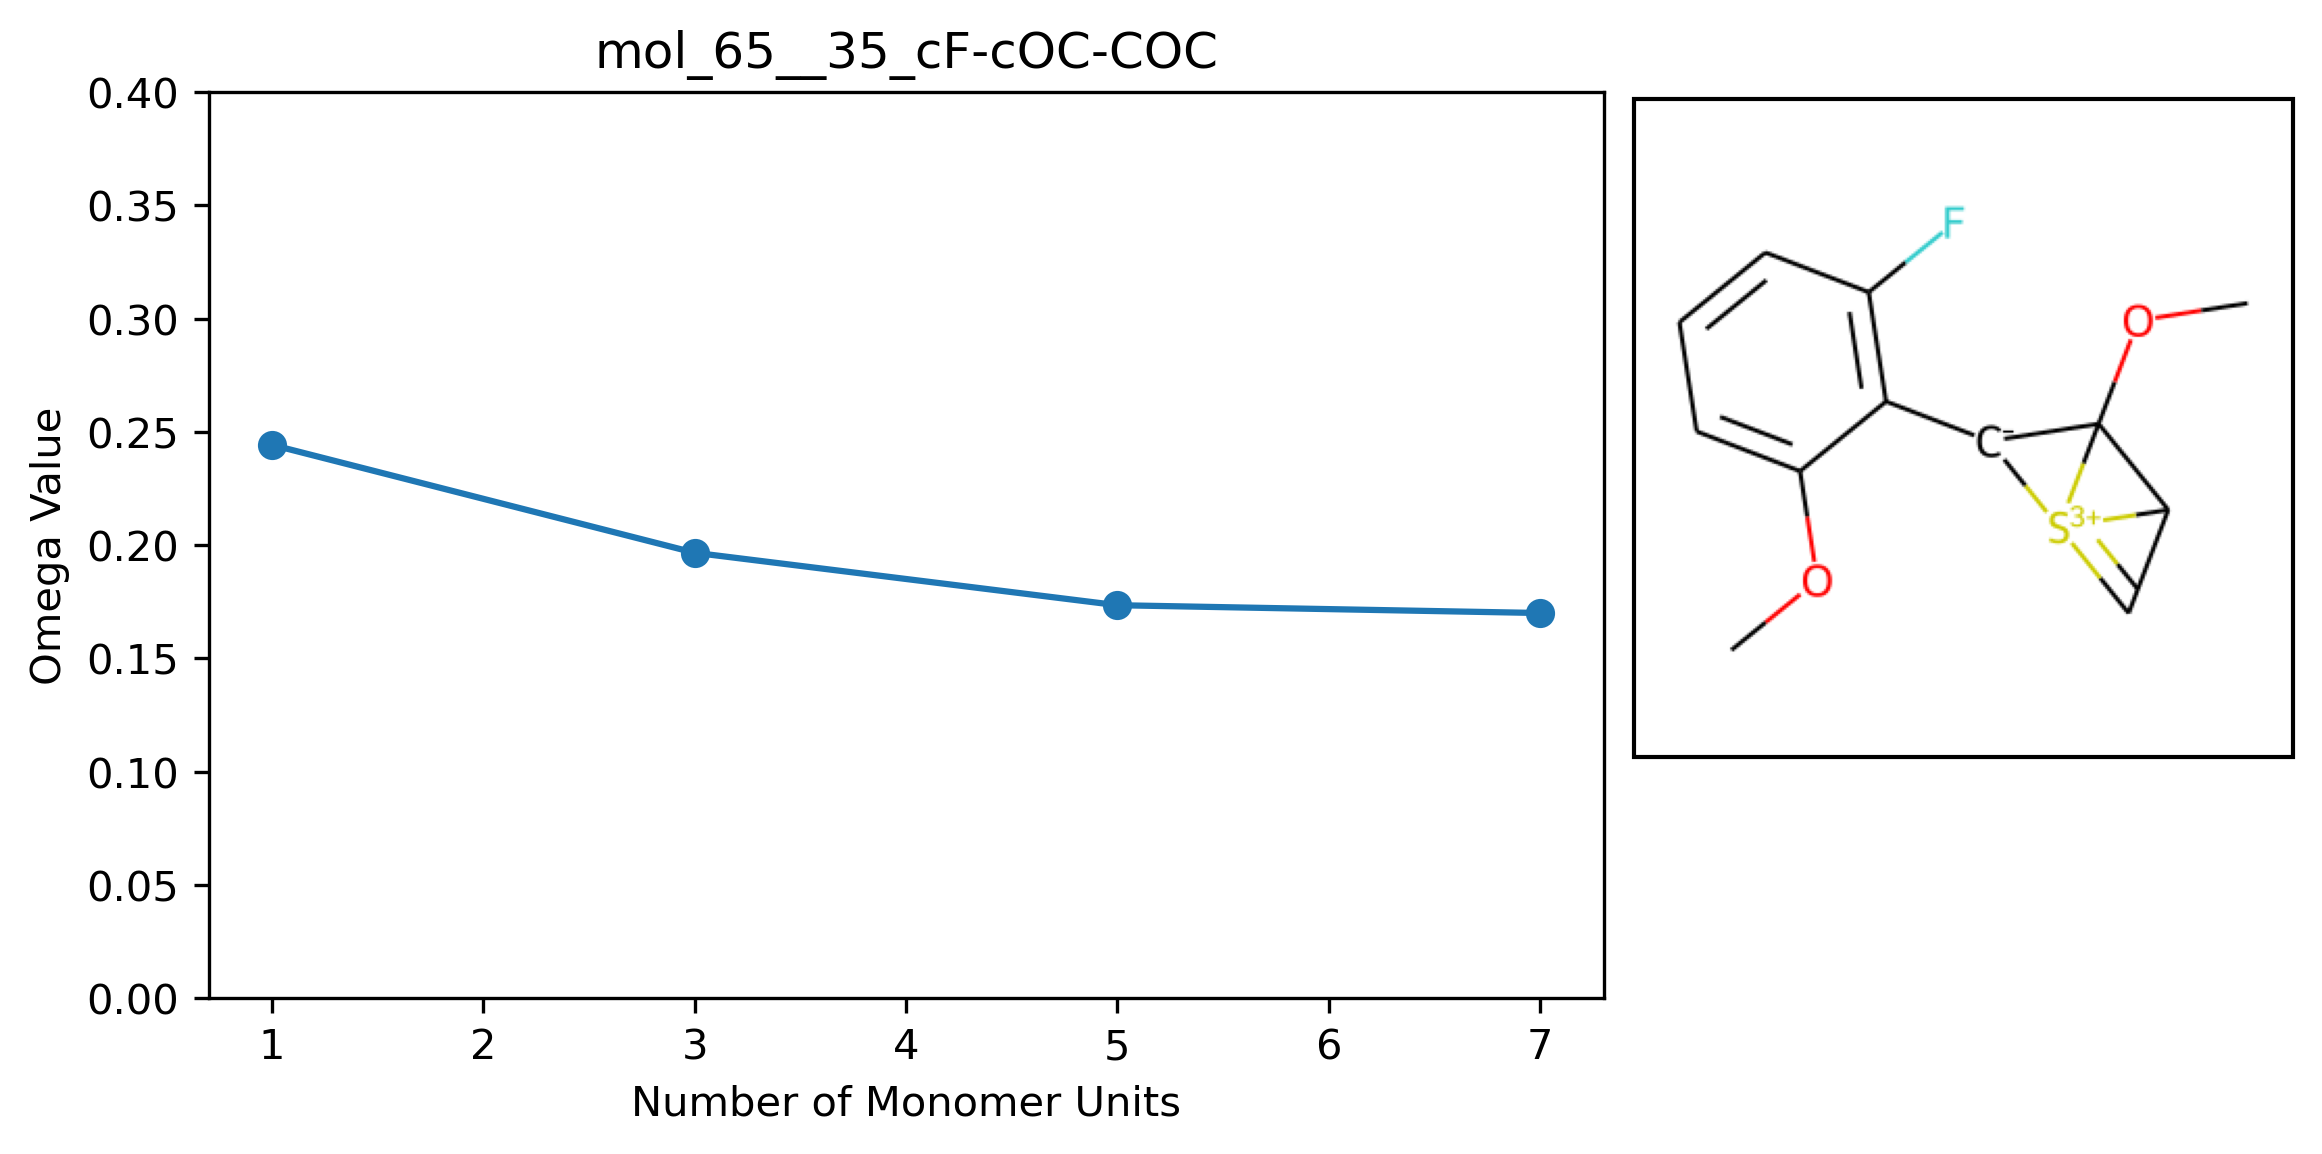 mol_65__35_cF-cOC-COC
0.40
0.35
0.30
0.25
0.20
0.15
0.10
0.05
0.00
Omega Value
1 2 3 4 5 6 7
Number of Monomer Units
F
O
C-
S3+
O